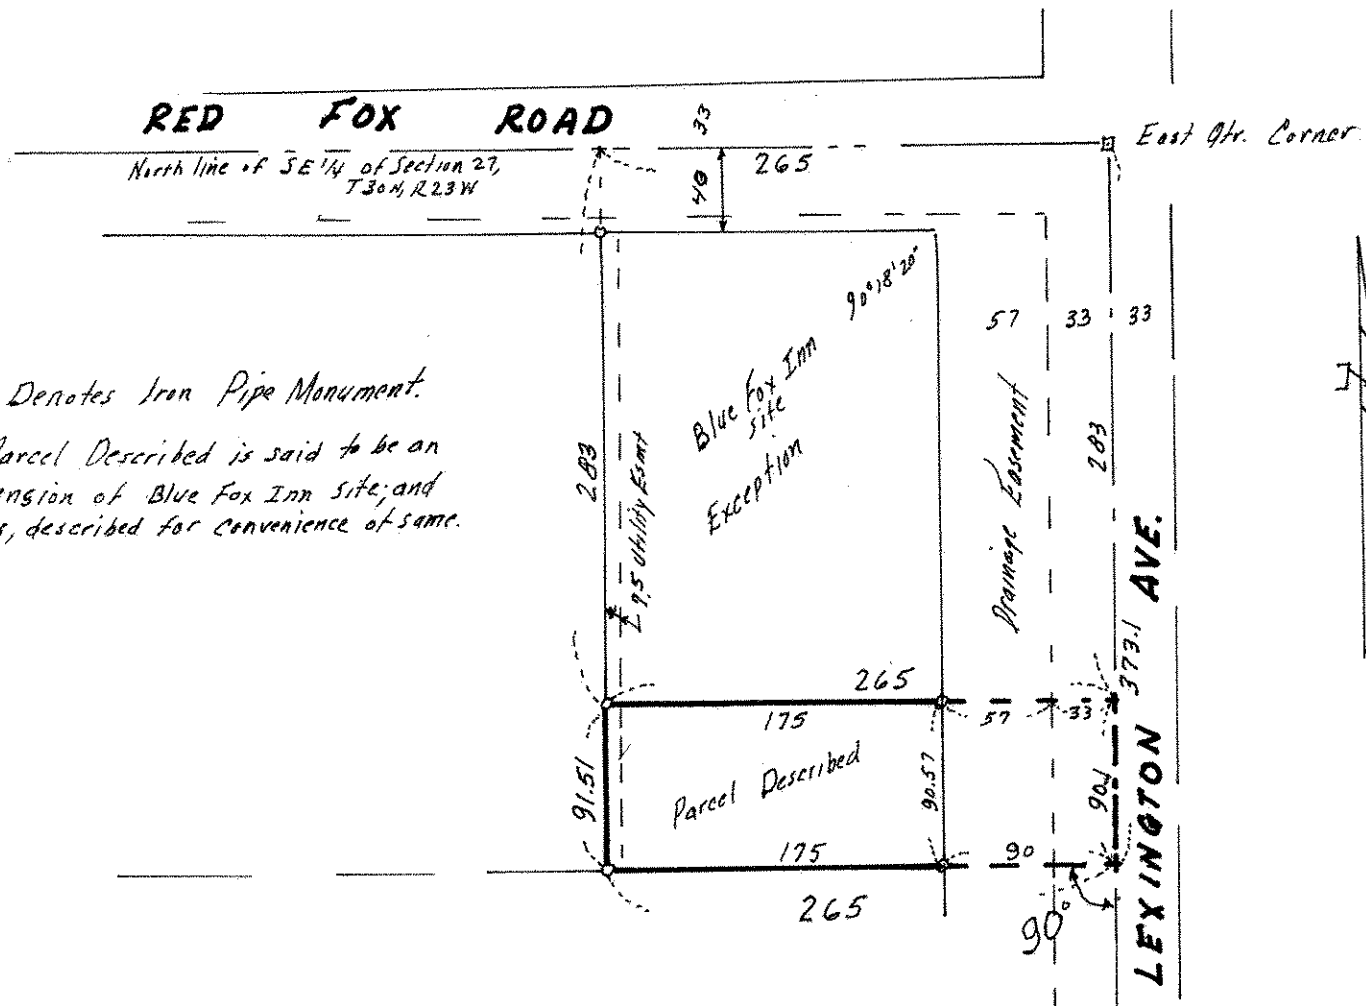 RED FOX ROAD
33
East Qtr. Corner
North line of SE 1/4 of Section 27,
T30N, R23W
265
40
90°18'20"
57 33 33
Denotes Iron Pipe Monument.
Parcel Described is said to be an
ension of Blue Fox Inn Site; and
s, described for Convenience of same.
283
7.5 Utility Esmt
Blue Fox Inn
Site
Exception
Drainage Easement
283
LEXINGTON AVE.
373.1
265
175
57
33
91.51
Parcel Described
90.57
90.1
175
90
265
90°